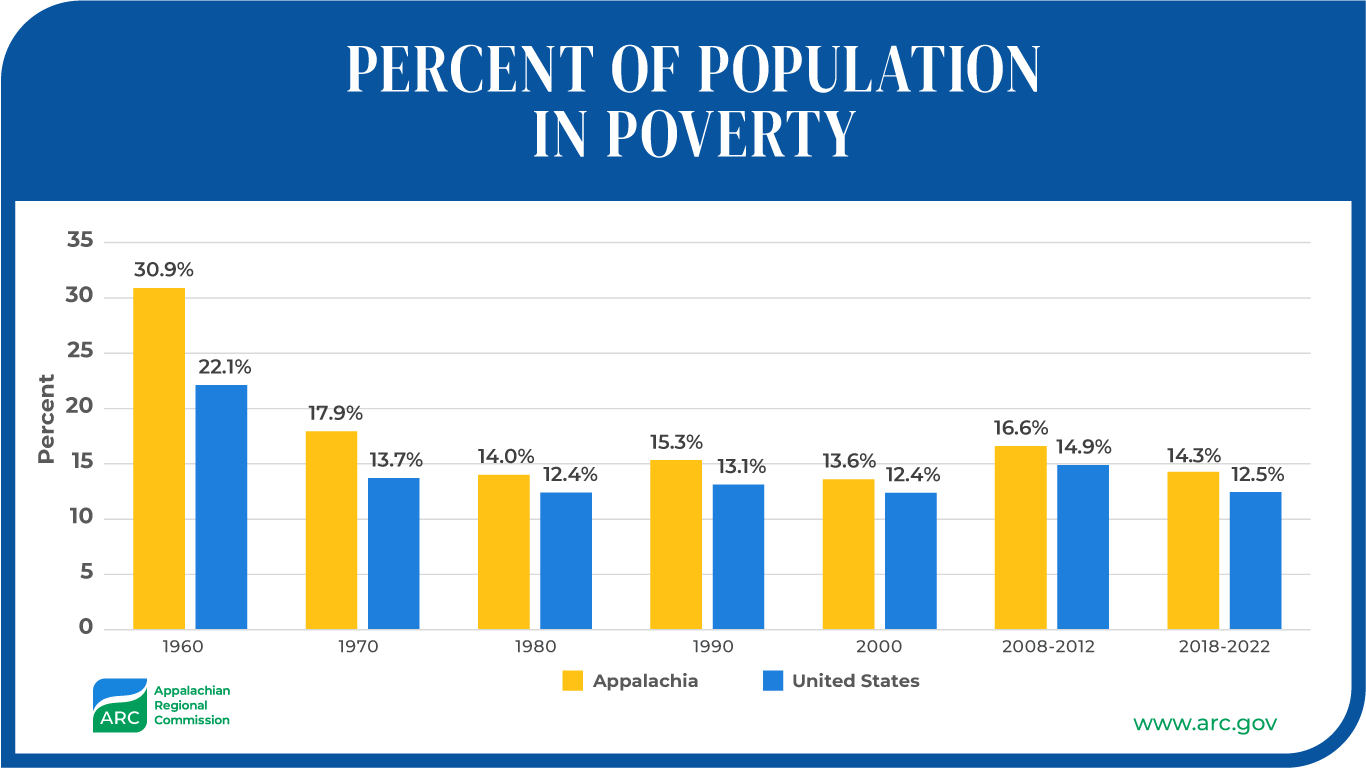 PERCENT OF POPULATION
IN POVERTY
Percent
35
30
25
20
15
10
5
0
30.9%
22.1%
17.9%
13.7%
14.0%
12.4%
15.3%
13.1%
13.6%
12.4%
16.6%
14.9%
14.3%
12.5%
1960 1970 1980 1990 2000 2008-2012 2018-2022
Appalachia United States
ARC
Appalachian
Regional
Commission
www.arc.gov